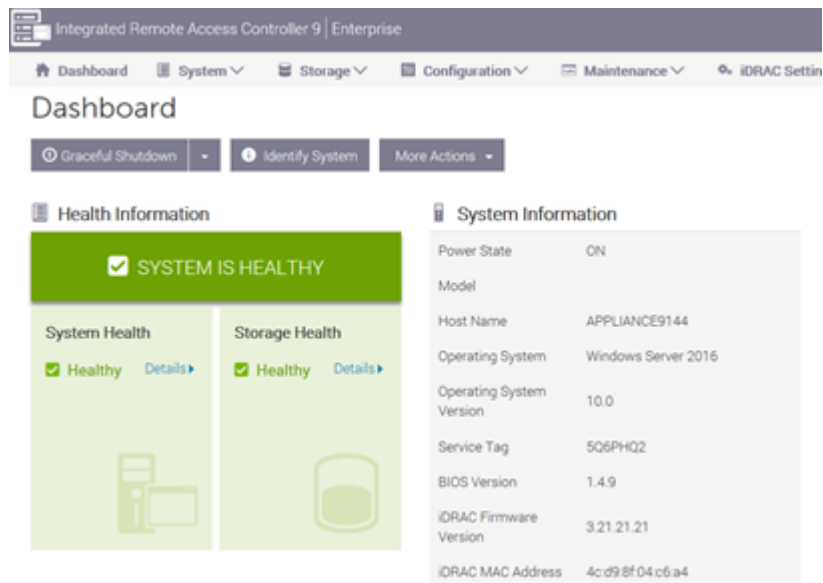 Integrated Remote Access Controller 9 | Enterprise
Dashboard System Storage Configuration Maintenance iDRAC Settin
Dashboard
Graceful Shutdown Identify System More Actions
Health Information
SYSTEM IS HEALTHY
System Health
Healthy Details
Storage Health
Healthy Details
System Information
Power State ON
Model
Host Name APPLIANCE9144
Operating System Windows Server 2016
Operating System
Version 10.0
Service Tag 5Q6PHQ2
BIOS Version 1.4.9
iDRAC Firmware
Version 3.21.21.21
iDRAC MAC Address 4c:d9:8f:04:c6:a4